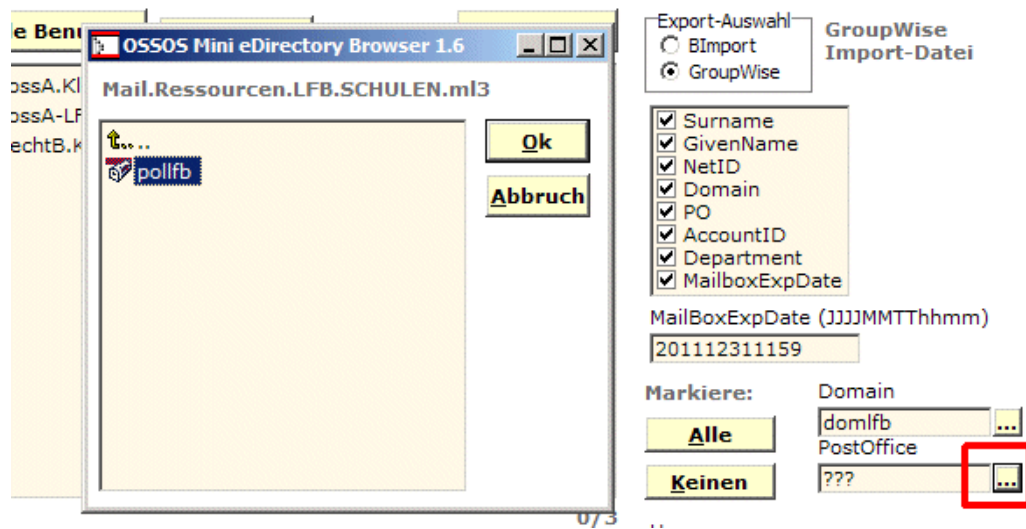 e Ben
OSSOS Mini eDirectory Browser 1.6
Mail.Ressourcen.LFB.SCHULEN.ml3
ossA.Kl
ossA-LF
echtB.K
.. ..
pollfb
Ok
Abbruch
0/3
Export-Auswahl
BImport
GroupWise
GroupWise
Import-Datei
Surname
GivenName
NetID
Domain
PO
AccountID
Department
MailboxExpDate
MailBoxExpDate (JJJJMMTThhmm)
201112311159
Markiere:
Domain
Alle
domlfb
...
PostOffice
Keinen
???
...